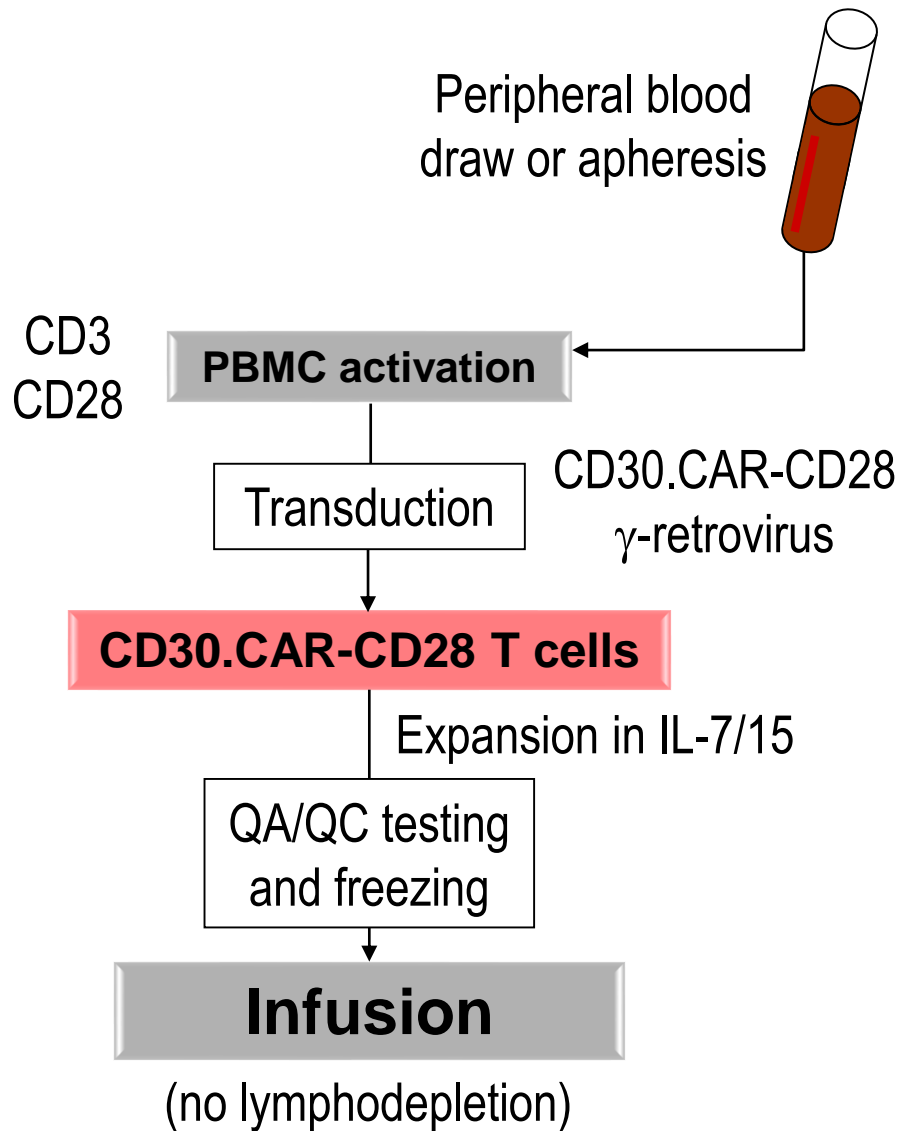 Peripheral blood
draw or apheresis
CD3
CD28
PBMC activation
Transduction
CD30.CAR-CD28
γ-retrovirus
CD30.CAR-CD28 T cells
Expansion in IL-7/15
QA/QC testing
and freezing
Infusion
(no lymphodepletion)